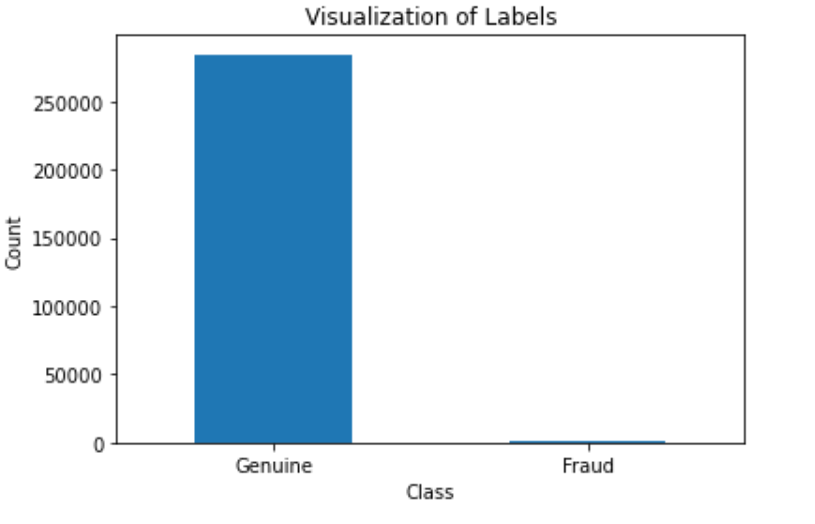 Visualization of Labels
250000
200000
150000
100000
50000
0
Count
Genuine
Fraud
Class